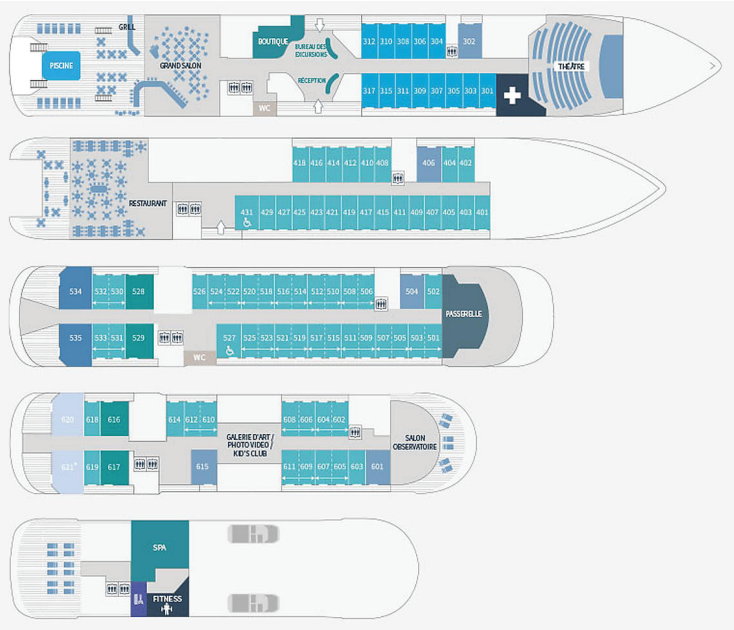 GRILL
PISCINE
GRAND SALON
BOUTIQUE
BUREAU DES
EXCURSIONS
RÉCEPTION
WC
312 310 308 306 304
302
317 315 311 309 307 305 303 301
THÉATRE
RESTAURANT
418 416 414 412 410 408
406 404 402
431 429 427 425 423 421 419 417 415 411 409 407 405 403 401
534 532 530 528
526 524 522 520 518 516 514 510 508 506
504 502
PASSERELLE
535 533 531 529
WC
527 525 523 521 519 517 515 511 509 507 505 503 501
620 618 616
614 612 610
608 606 604 602
GALERIE D'ART /
PHOTO VIDEO /
KID'S CLUB
SALON
OBSERVATOIRE
621* 619 617
615
611 609 607 605 603 601
SPA
FITNESS